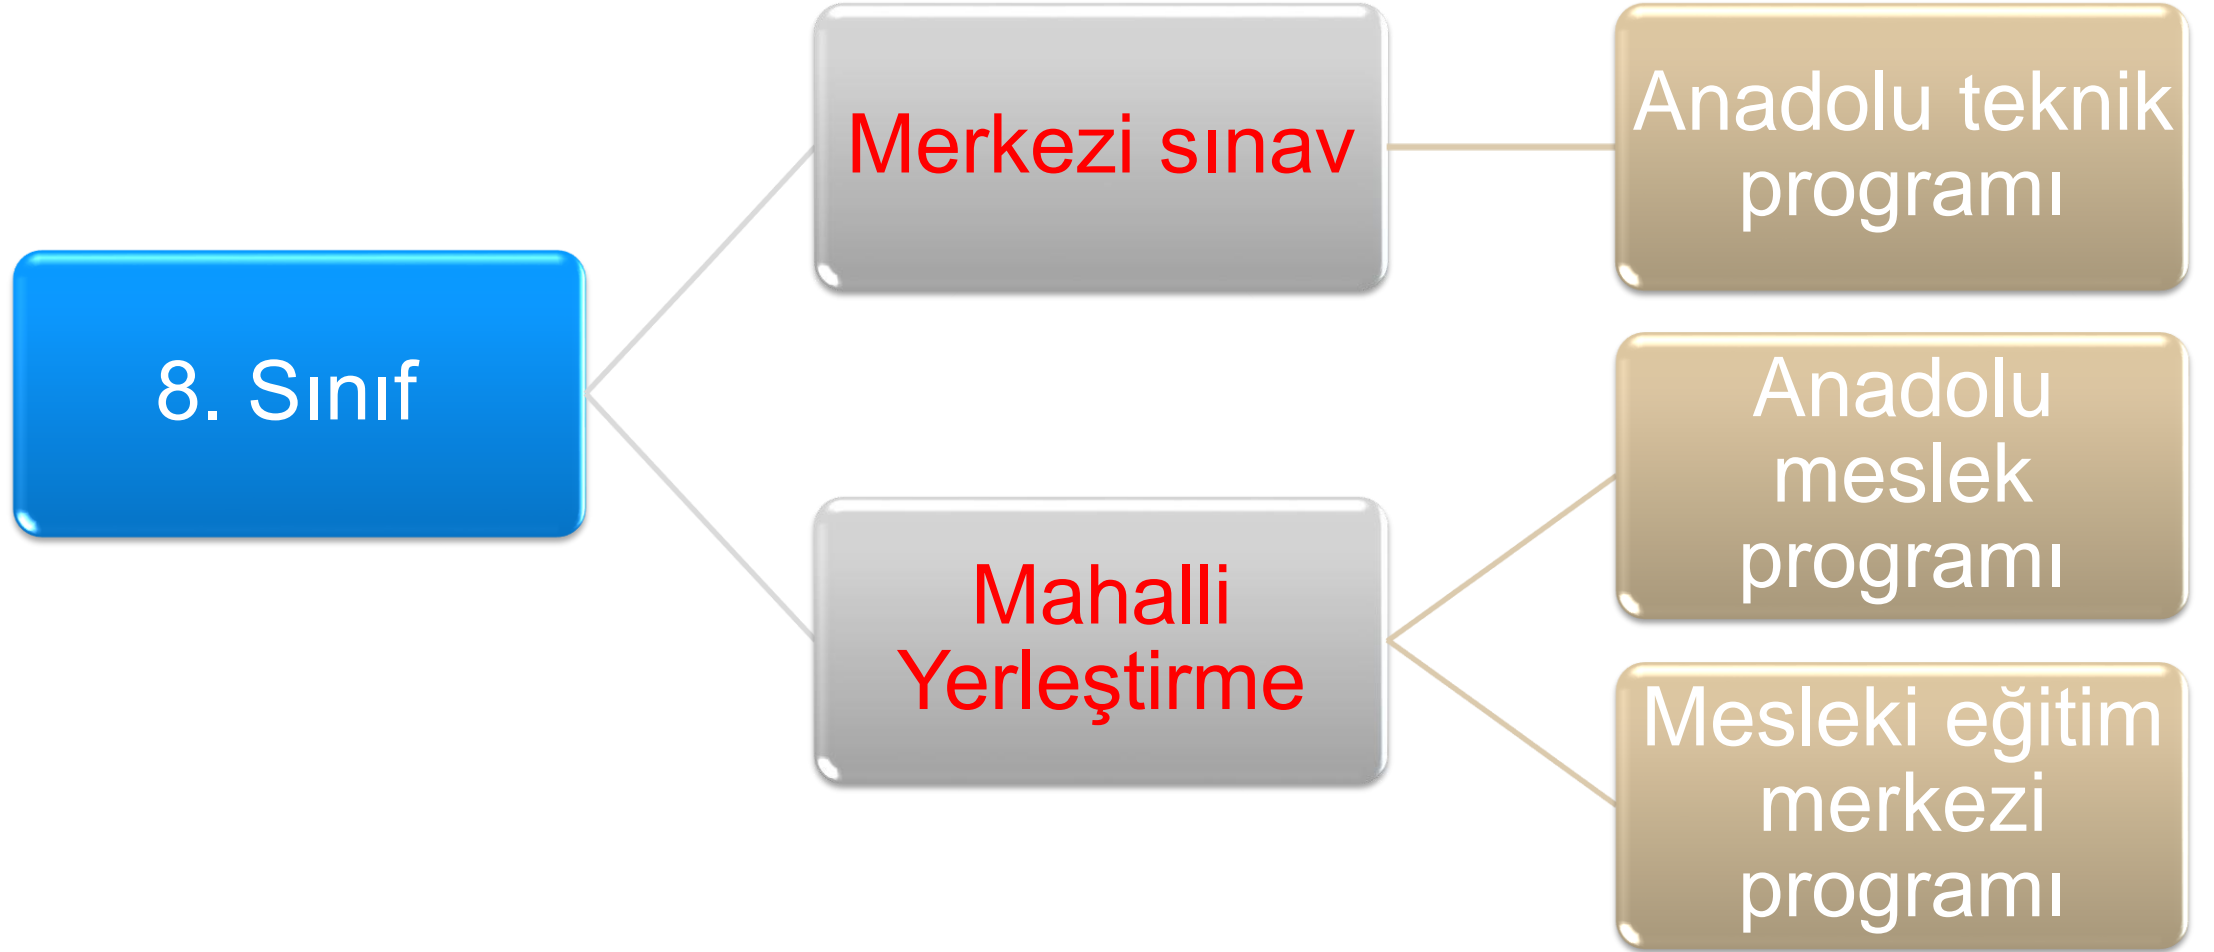 8. Sınıf
Merkezi sınav
Anadolu teknik
programı
Mahalli
Yerleştirme
Anadolu
meslek
programı
Mesleki eğitim
merkezi
programı